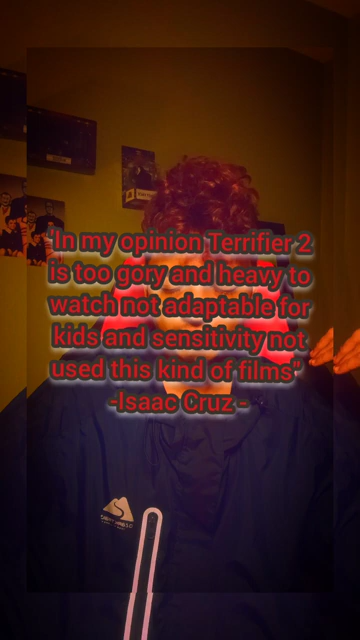 "In my opinion Terrifier 2
is too gory and heavy to
watch not adaptable for
kids and sensitivity not
used this kind of films"
-Isaac Cruz -